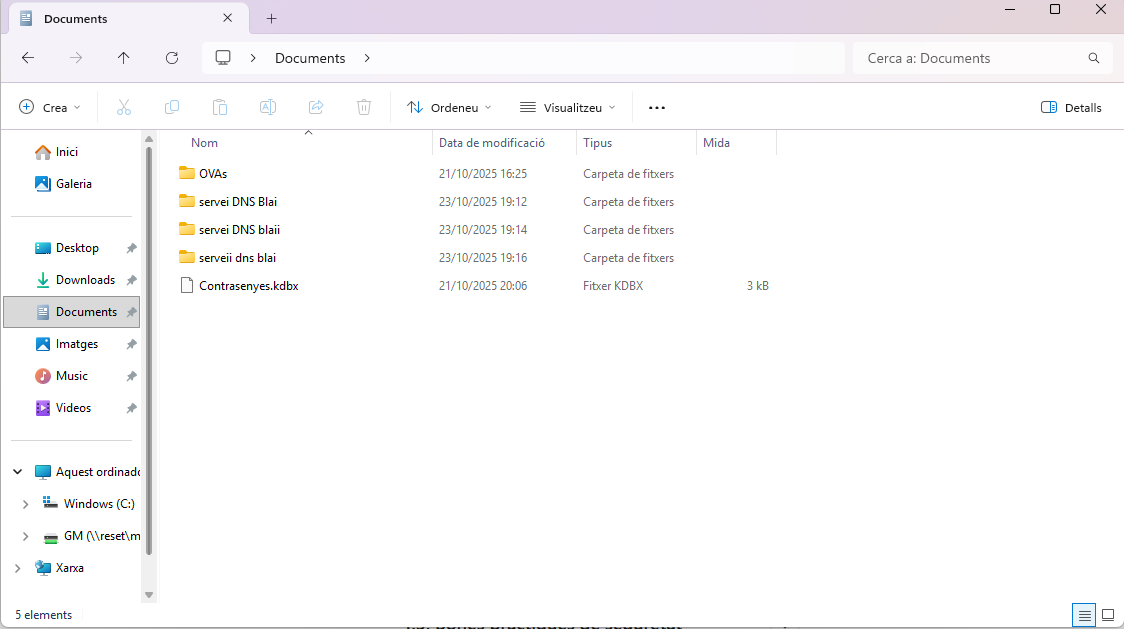 Documents
Documents
Cerca a: Documents
Crea
Ordeneu
Visualitzeu
Detalls
Inici
Galeria
Desktop
Downloads
Documents
Imatges
Music
Videos
Aquest ordinado
Windows (C:)
GM (\\reset\m
Xarxa
Nom Data de modificació Tipus Mida
OVAs 21/10/2025 16:25 Carpeta de fitxers
servei DNS Blai 23/10/2025 19:12 Carpeta de fitxers
servei DNS blaii 23/10/2025 19:14 Carpeta de fitxers
serveii dns blai 23/10/2025 19:16 Carpeta de fitxers
Contrasenyes.kdbx 21/10/2025 20:06 Fitxer KDBX 3 kB
5 elements